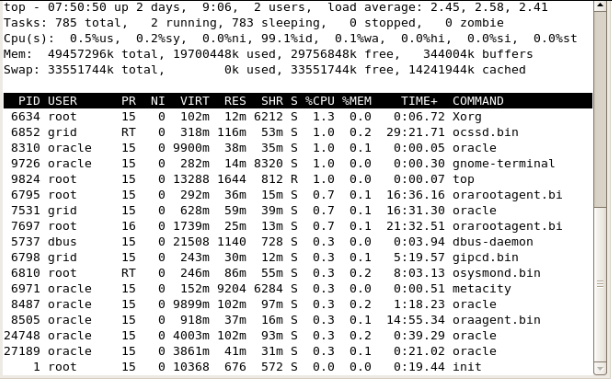 top - 07:50:50 up 2 days,  9:06,  2 users,  load average: 2.45, 2.58, 2.41
Tasks: 785 total,   2 running, 783 sleeping,   0 stopped,   0 zombie
Cpu(s):  0.5%us,  0.2%sy,  0.0%ni, 99.1%id,  0.1%wa,  0.0%hi,  0.0%si,  0.0%st
Mem:  49457296k total, 19700448k used, 29756848k free,   344004k buffers
Swap: 33551744k total,        0k used, 33551744k free, 14241944k cached
PID USER      PR  NI  VIRT  RES  SHR S %CPU %MEM    TIME+  COMMAND
6634 root      15   0  102m  12m 6212 S  1.3  0.0   0:06.72 Xorg
6852 grid      RT   0  318m 116m  53m S  1.0  0.2  29:21.71 ocssd.bin
8310 oracle    15   0 9900m  38m  35m S  1.0  0.1   0:00.05 oracle
9726 oracle    15   0  282m  14m 8320 S  1.0  0.0   0:00.30 gnome-terminal
9824 root      15   0 13288 1644  812 R  1.0  0.0   0:00.07 top
6795 root      15   0  292m  36m  15m S  0.7  0.1  16:36.16 orarootagent.bi
7531 grid      15   0  628m  59m  39m S  0.7  0.1  16:31.30 oracle
7697 root      16   0 1739m  25m  13m S  0.7  0.1  21:32.51 orarootagent.bi
5737 dbus      15   0 21508 1140  728 S  0.3  0.0   0:03.94 dbus-daemon
6798 grid      15   0  243m  30m  12m S  0.3  0.1   5:19.57 gipcd.bin
6810 root      RT   0  246m  86m  55m S  0.3  0.2   8:03.13 osysmond.bin
6971 oracle    15   0  152m 9204 6284 S  0.3  0.0   0:00.51 metacity
8487 oracle    15   0 9899m 102m  97m S  0.3  0.2   1:18.23 oracle
8505 oracle    15   0  918m  37m  16m S  0.3  0.1  14:55.34 oraagent.bin
24748 oracle    15   0 4003m 102m  93m S  0.3  0.2   0:39.29 oracle
27189 oracle    15   0 3861m  41m  31m S  0.3  0.1   0:21.02 oracle
1 root      15   0 10368  676  572 S  0.0  0.0   0:19.44 init